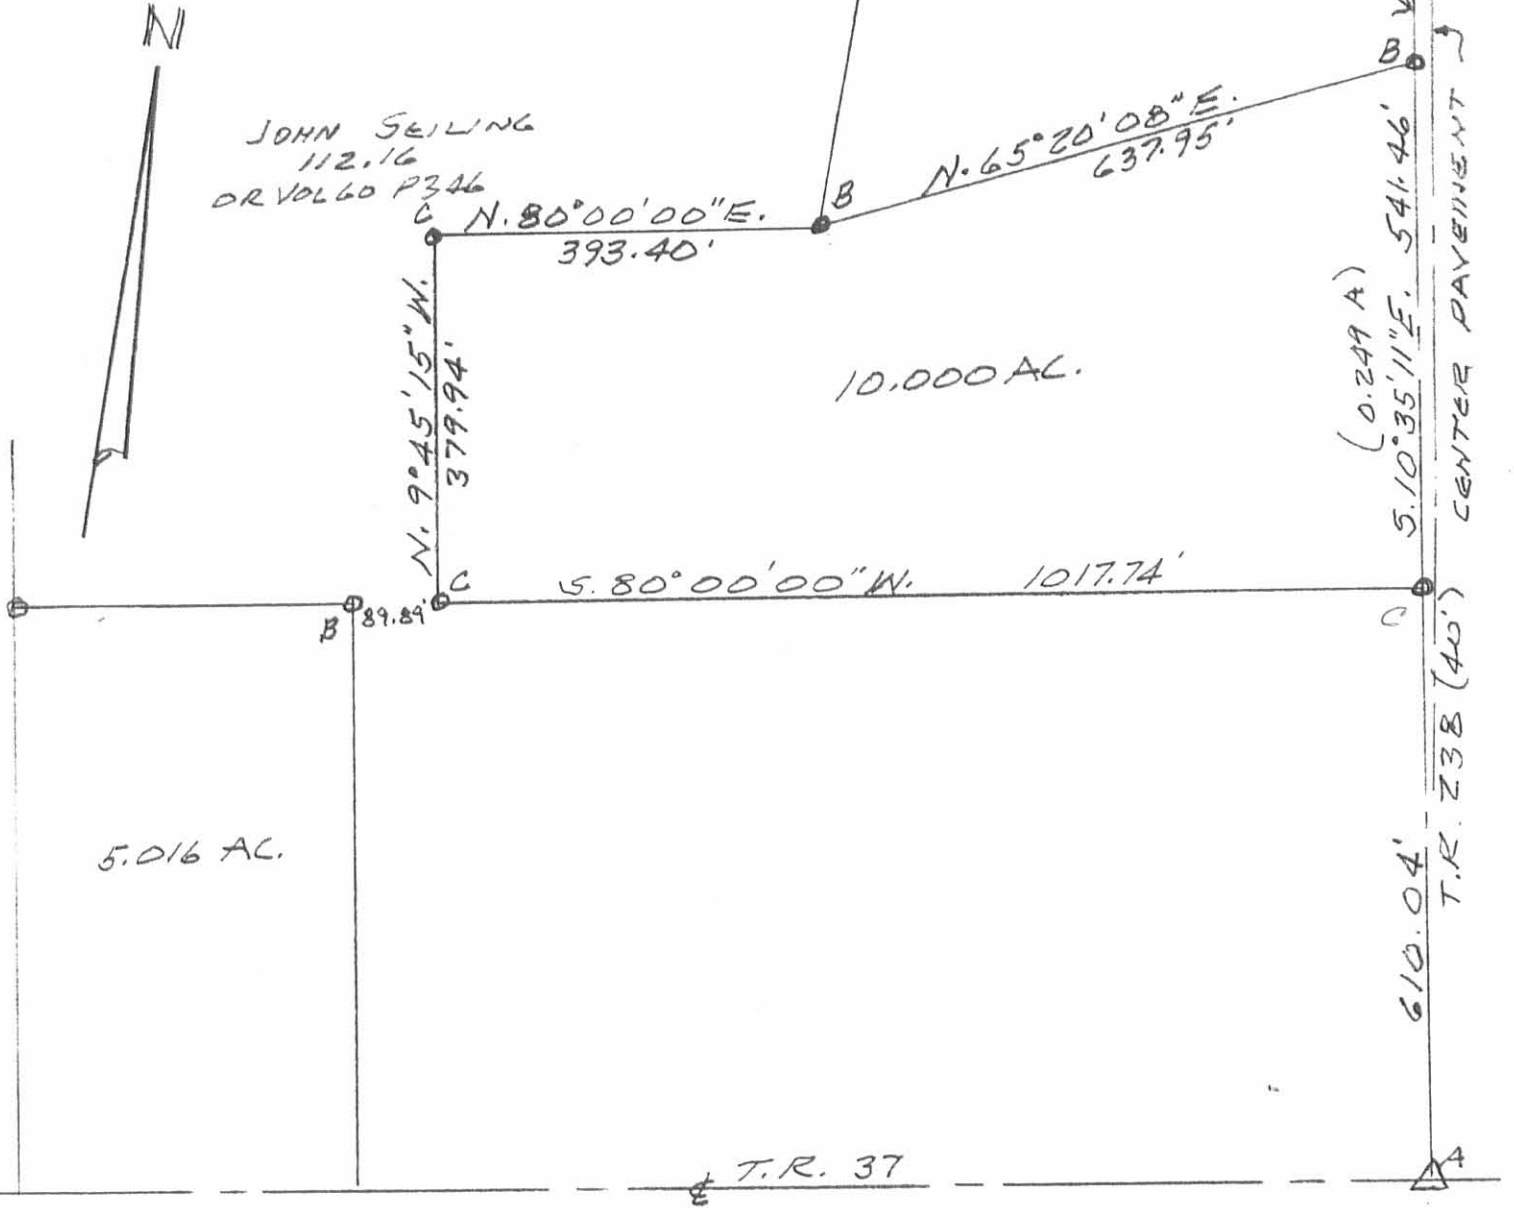 N
JOHN SEILING
112.16
OR VOL 60 P346
B
B
C
N. 65°20'08"E.
637.95'
N. 80°00'00"E.
393.40'
N. 9°45'15"W.
379.94'
10.000 AC.
(0.249 A)
S. 10°35'11"E. 541.46'
CENTER PAVEMENT
C
S. 80°00'00"W. 1017.74'
C
B
89.89'
T.R. 238 (40')
5.016 AC.
610.04'
T.R. 37
A